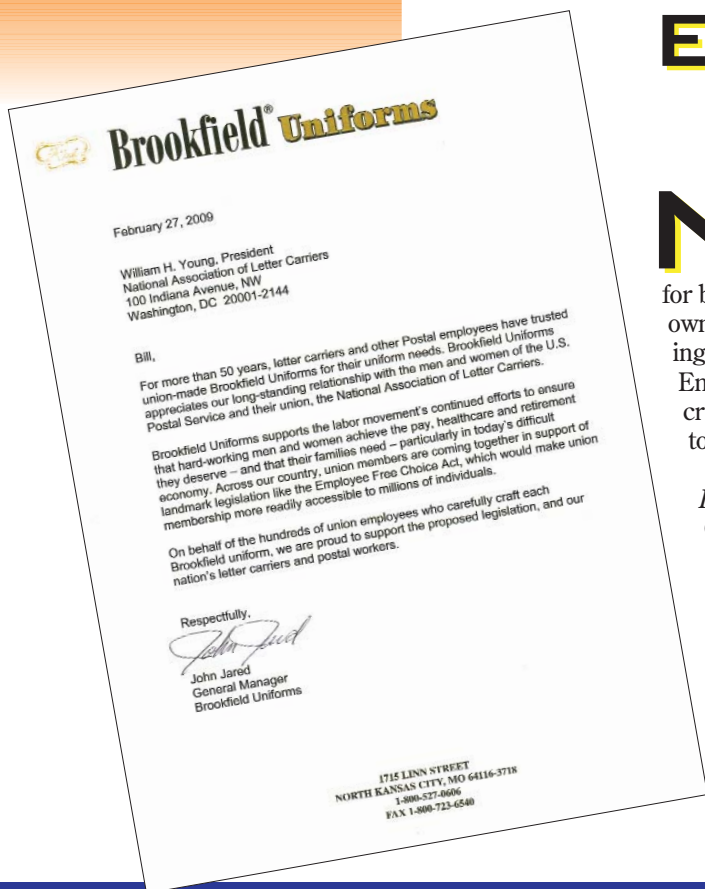 Brookfield® Uniforms
February 27, 2009
William H. Young, President
National Association of Letter Carriers
100 Indiana Avenue, NW
Washington, DC 20001-2144
Bill,
For more than 50 years, letter carriers and other Postal employees have trusted
union-made Brookfield Uniforms for their uniform needs. Brookfield Uniforms
appreciates our long-standing relationship with the men and women of the U.S.
Postal Service and their union, the National Association of Letter Carriers.
Brookfield Uniforms supports the labor movement's continued efforts to ensure
that hard-working men and women achieve the pay, healthcare and retirement
they deserve – and that their families need – particularly in today's difficult
economy. Across our country, union members are coming together in support of
landmark legislation like the Employee Free Choice Act, which would make union
membership more readily accessible to millions of individuals.
On behalf of the hundreds of union employees who carefully craft each
Brookfield uniform, we are proud to support the proposed legislation, and our
nation's letter carriers and postal workers.
Respectfully,
John Jared
John Jared
General Manager
Brookfield Uniforms
1715 LINN STREET
NORTH KANSAS CITY, MO 64116-3718
1-800-527-0606
FAX 1-800-723-6540
E
N
for b
own
ing
En
cr
to